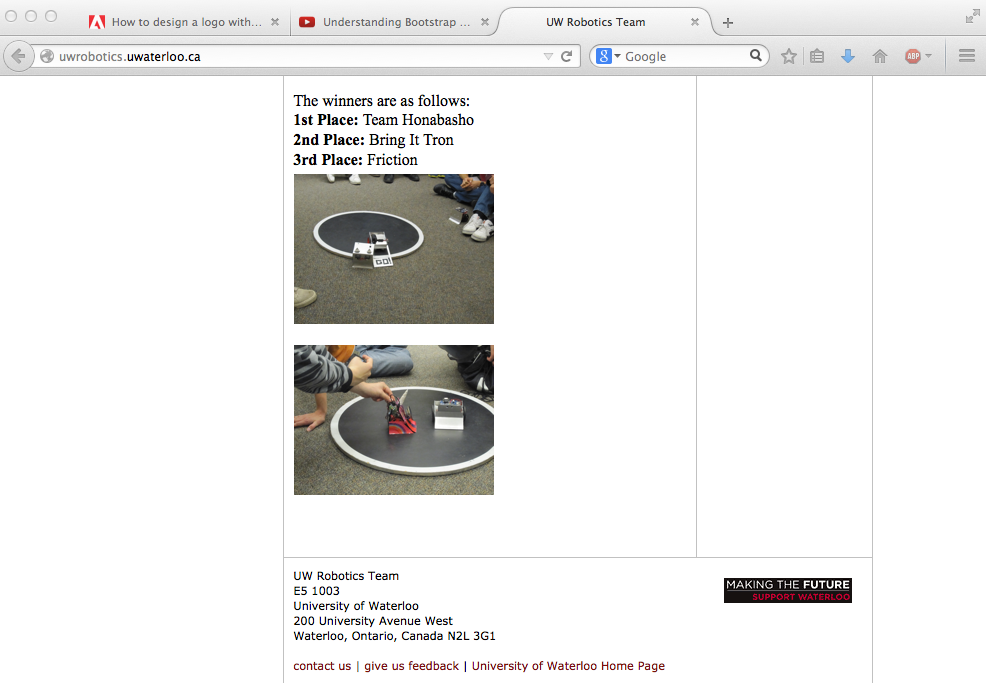 How to design a logo with...
Understanding Bootstrap ...
UW Robotics Team
uwrobotics.uwaterloo.ca
8
Google
ABP
The winners are as follows:
1st Place: Team Honabasho
2nd Place: Bring It Tron
3rd Place: Friction
GO!
UW Robotics Team
E5 1003
University of Waterloo
200 University Avenue West
Waterloo, Ontario, Canada N2L 3G1
MAKING THE FUTURE
SUPPORT WATERLOO
contact us | give us feedback | University of Waterloo Home Page